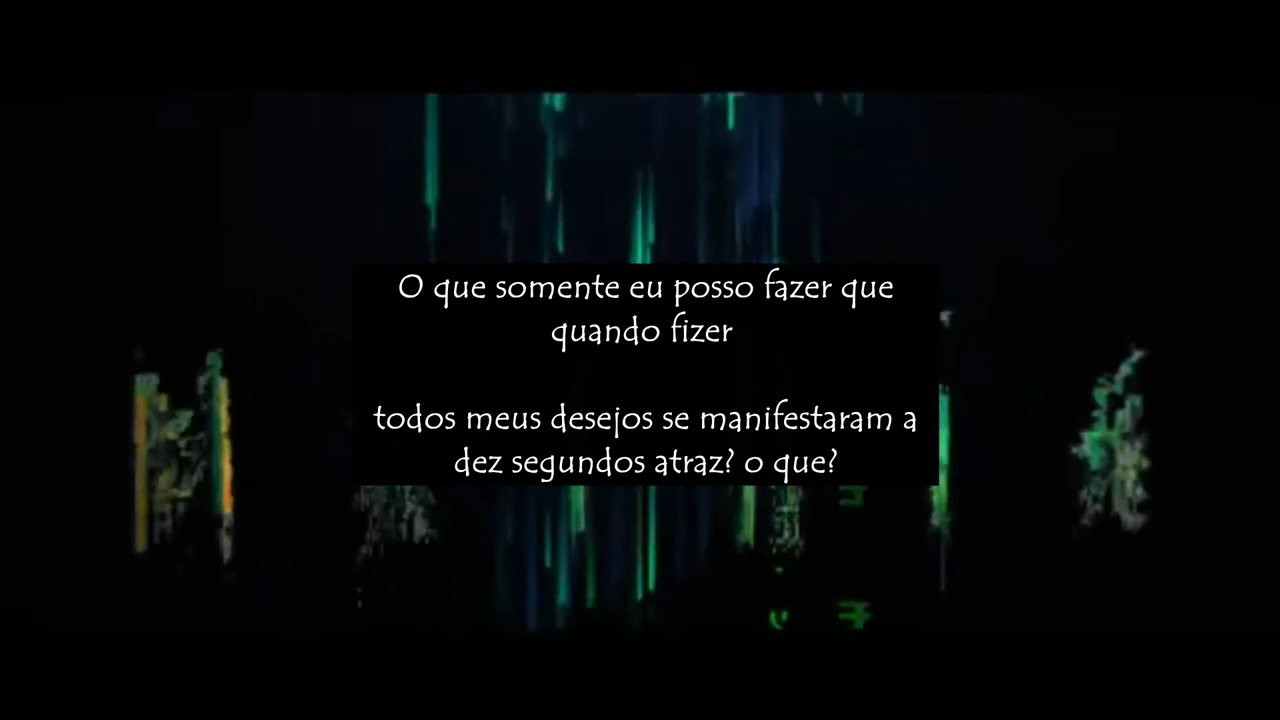 O que somente eu posso fazer que
quando fizer
todos meus desejos se manifestaram a
dez segundos atraz? o que?